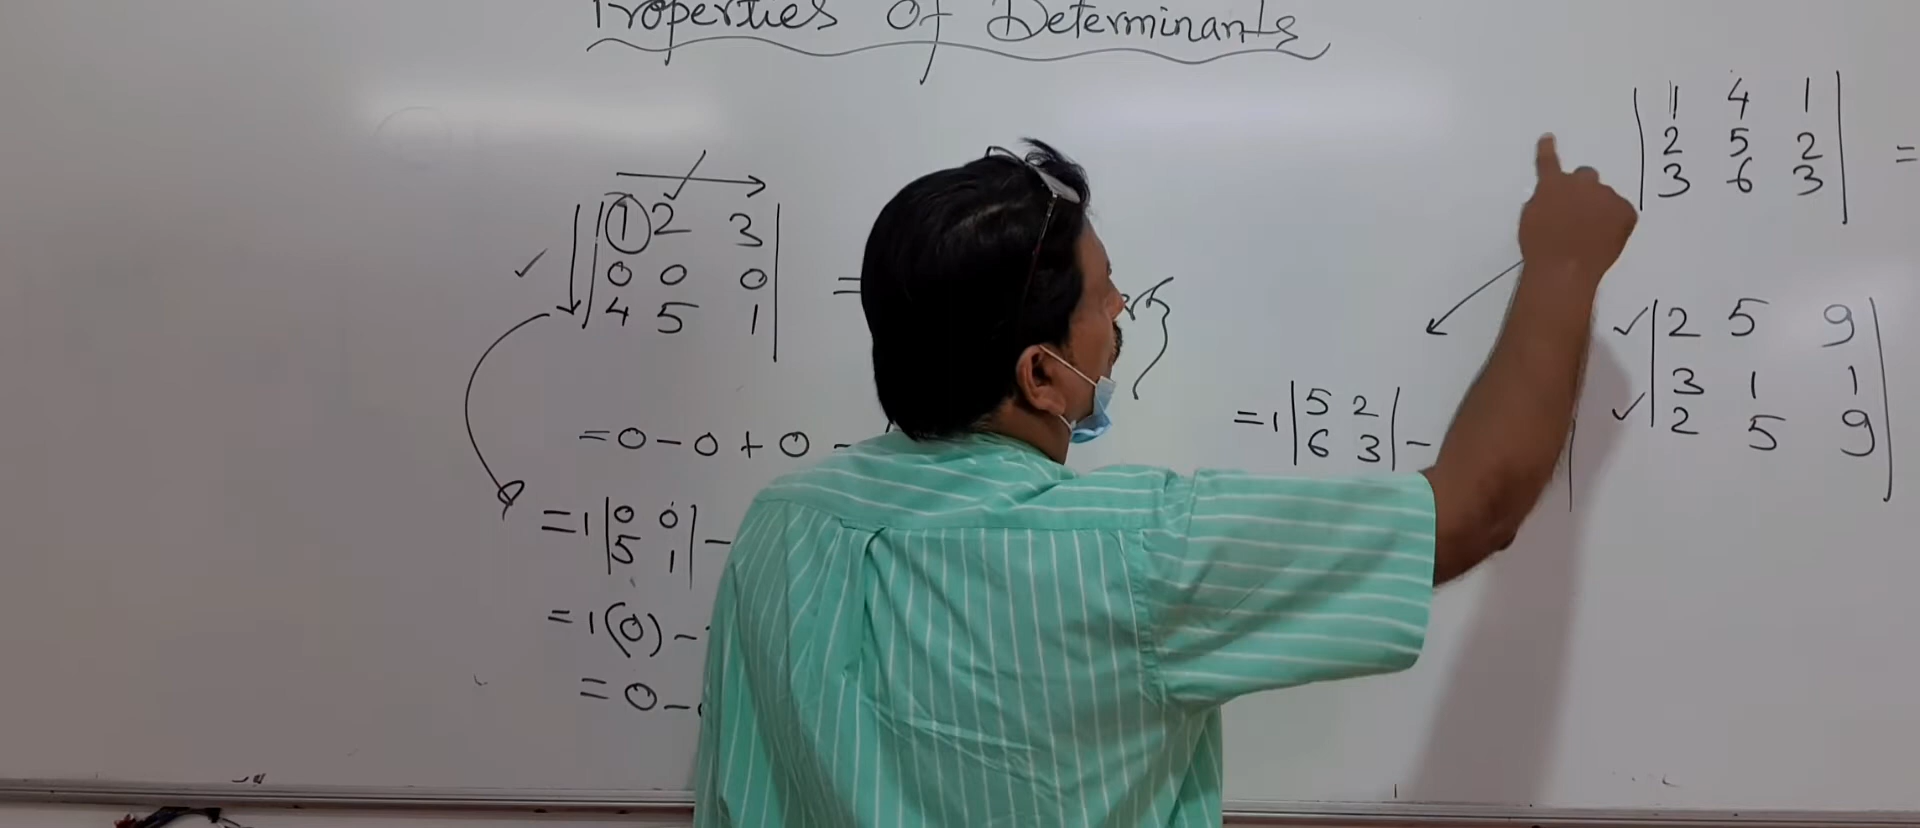 Properties Of Determinants
| 1 2 3 |
| 0 0 0 | =
| 4 5 1 |
= 0 - 0 + 0 -
= 1 | 0 0 | -
| 5 1 |
= 1(0) -
= 0 -
| 1 4 1 |
| 2 5 2 | =
| 3 6 3 |
= 1 | 5 2 | -
| 6 3 |
✓ | 2 5 9 |
| 3 1 1 |
✓ | 2 5 9 |